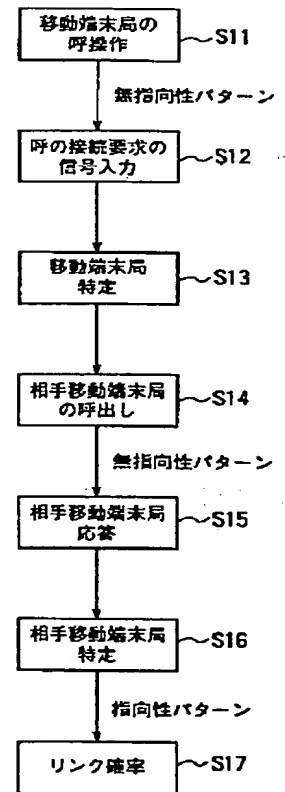 移動端末局の
呼操作
S11
無指向性パターン
呼の接続要求の
信号入力
S12
移動端末局
特定
S13
相手移動端末局
の呼出し
S14
無指向性パターン
相手移動端末局
応答
S15
相手移動端末局
特定
S16
指向性パターン
リンク確率
S17